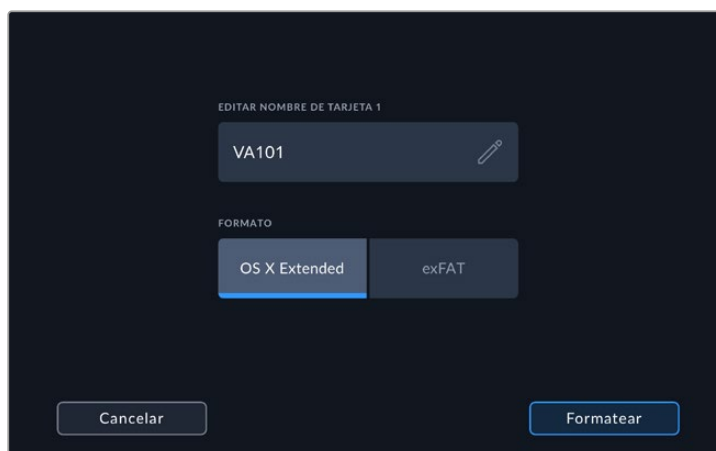 EDITAR NOMBRE DE TARJETA 1
VA101
FORMATO
OS X Extended exFAT
Cancelar Formatear